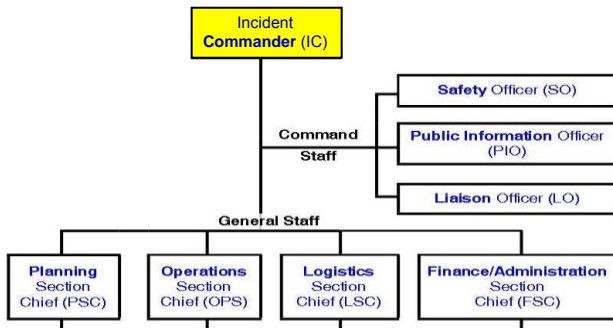 Incident
Commander (IC)
Safety Officer (SO)
Command
Staff
Public Information Officer
(PIO)
Liaison Officer (LO)
General Staff
Planning
Section
Chief (PSC)
Operations
Section
Chief (OPS)
Logistics
Section
Chief (LSC)
Finance/Administration
Section
Chief (FSC)